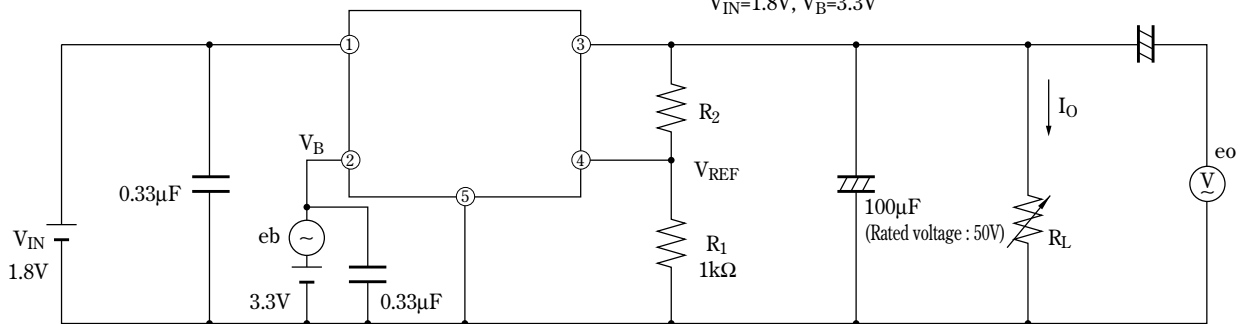 VIN=1.8V, VB=3.3V
1
3
IO
R2
VB
2
4
VREF
eo
V
~
0.33µF
5
100µF
(Rated voltage : 50V)
RL
eb
~
R1
1kΩ
VIN
1.8V
3.3V
0.33µF